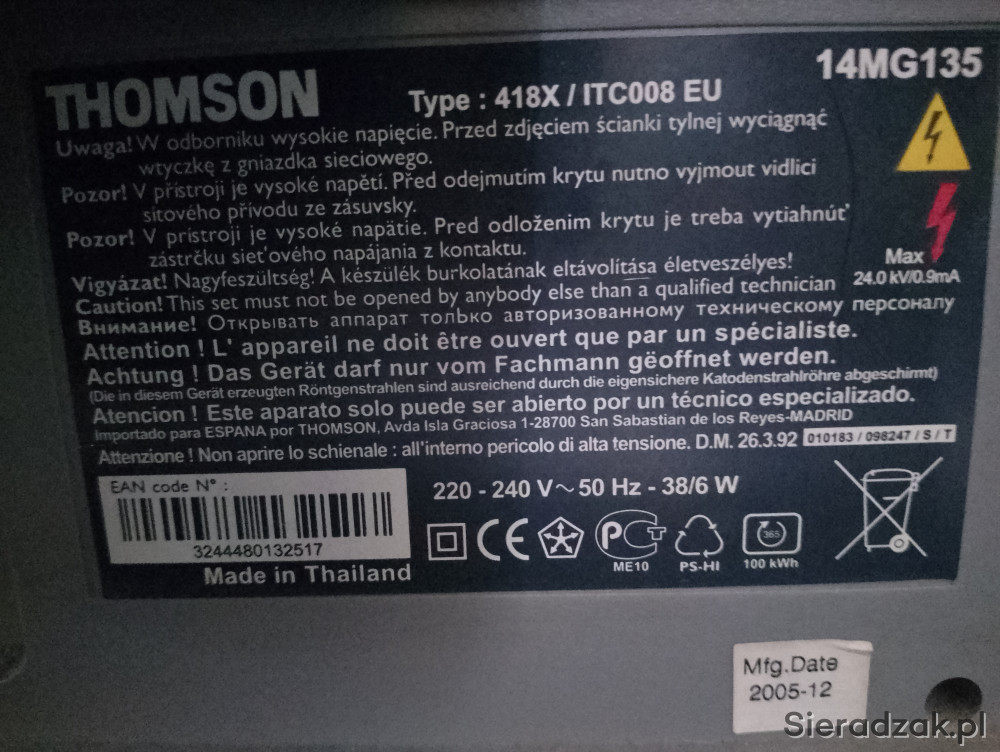 THOMSON
Type : 418X / ITC008 EU
14MG135
Uwaga! W odborniku wysokie napięcie. Przed zdjęciem ścianki tylnej wyciągnąć
wtyczkę z gniazdka sieciowego.
Pozor! V přístroji je vysoké napětí. Před odejmutím krytu nutno vyjmout vidlici
síťového přívodu ze zásuvsky.
Pozor! V prístroji je vysoké napätie. Pred odložením krytu je treba vytiahnúť
zástrčku sieťového napájania z kontaktu.
Max
24.0 kV/0.9mA
Vigyázat! Nagyfeszültség! A készülék burkolatának eltávolítása életveszélyes!
Caution! This set must not be opened by anybody else than a qualified technician
Внимание! Открывать аппарат только авторизованному техническому персоналу
Attention ! L' appareil ne doit être ouvert que par un spécialiste.
Achtung ! Das Gerät darf nur vom Fachmann gëöffnet werden.
(Die in diesem Gerät erzeugten Röntgenstrahlen sind ausreichend durch die eigensichere Katodenstrahlröhre abgeschirmt)
Atencion ! Este aparato solo puede ser abierto por un técnico especializado.
Importado para ESPANA por THOMSON, Avda Isla Graciosa 1-28700 San Sabastian de los Reyes-MADRID
Attenzione ! Non aprire lo schienale : all'interno pericolo di alta tensione. D.M. 26.3.92
010183 / 098247 / S / T
EAN code N° :
3244480132517
Made in Thailand
220 - 240 V~ 50 Hz - 38/6 W
CE
РСТ
ME10
PS-HI
365
100 kWh
Mfg.Date
2005-12
Sieradzak.pl